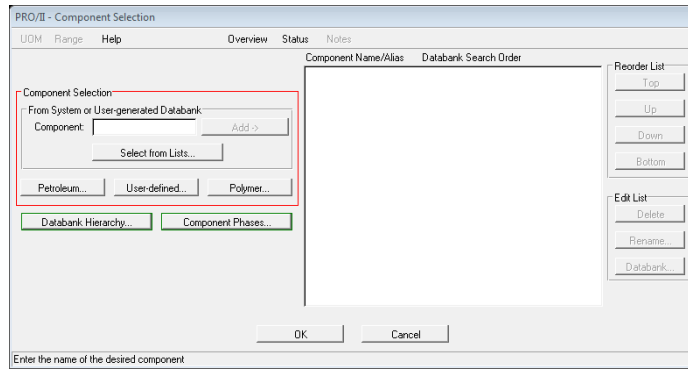 PRO/II - Component Selection
UOM Range Help Overview Status Notes
Component Name/Alias Databank Search Order
Reorder List
Top
Up
Down
Bottom
Component Selection
From System or User-generated Databank
Component: Add ->
Select from Lists...
Petroleum... User-defined... Polymer...
Databank Hierarchy... Component Phases...
Edit List
Delete
Rename...
Databank...
OK Cancel
Enter the name of the desired component